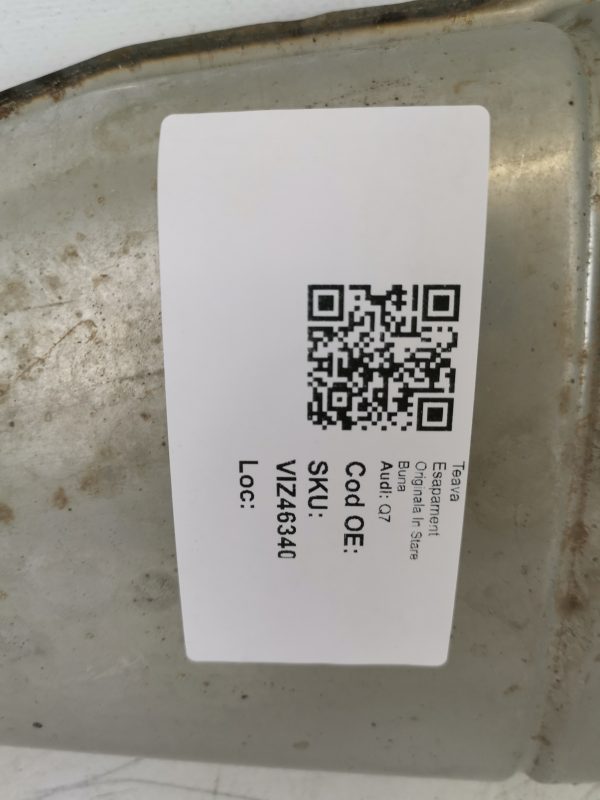 Teava
Esapament
Originala In Stare
Buna
Audi: Q7
Cod OE:
SKU:
VIZ46340
Loc: